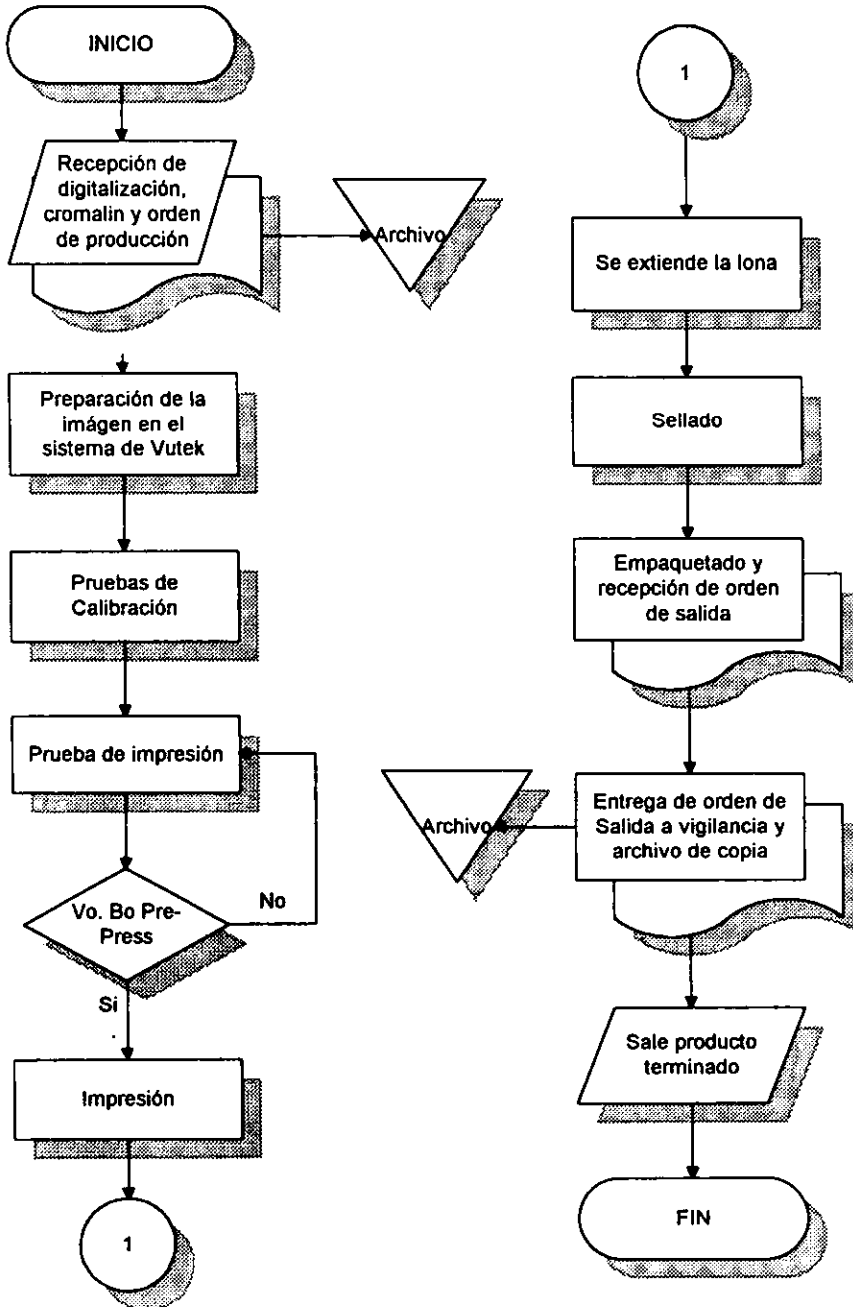 INICIO
Recepción de
digitalización,
cromalin y orden
de producción
Archivo
Preparación de la
imágen en el
sistema de Vutek
Pruebas de
Calibración
Prueba de impresión
No
Vo. Bo Pre-
Press
Si
Impresión
1
1
Se extiende la lona
Sellado
Empaquetado y
recepción de orden
de salida
Entrega de orden de
Salida a vigilancia y
archivo de copia
Archivo
Sale producto
terminado
FIN